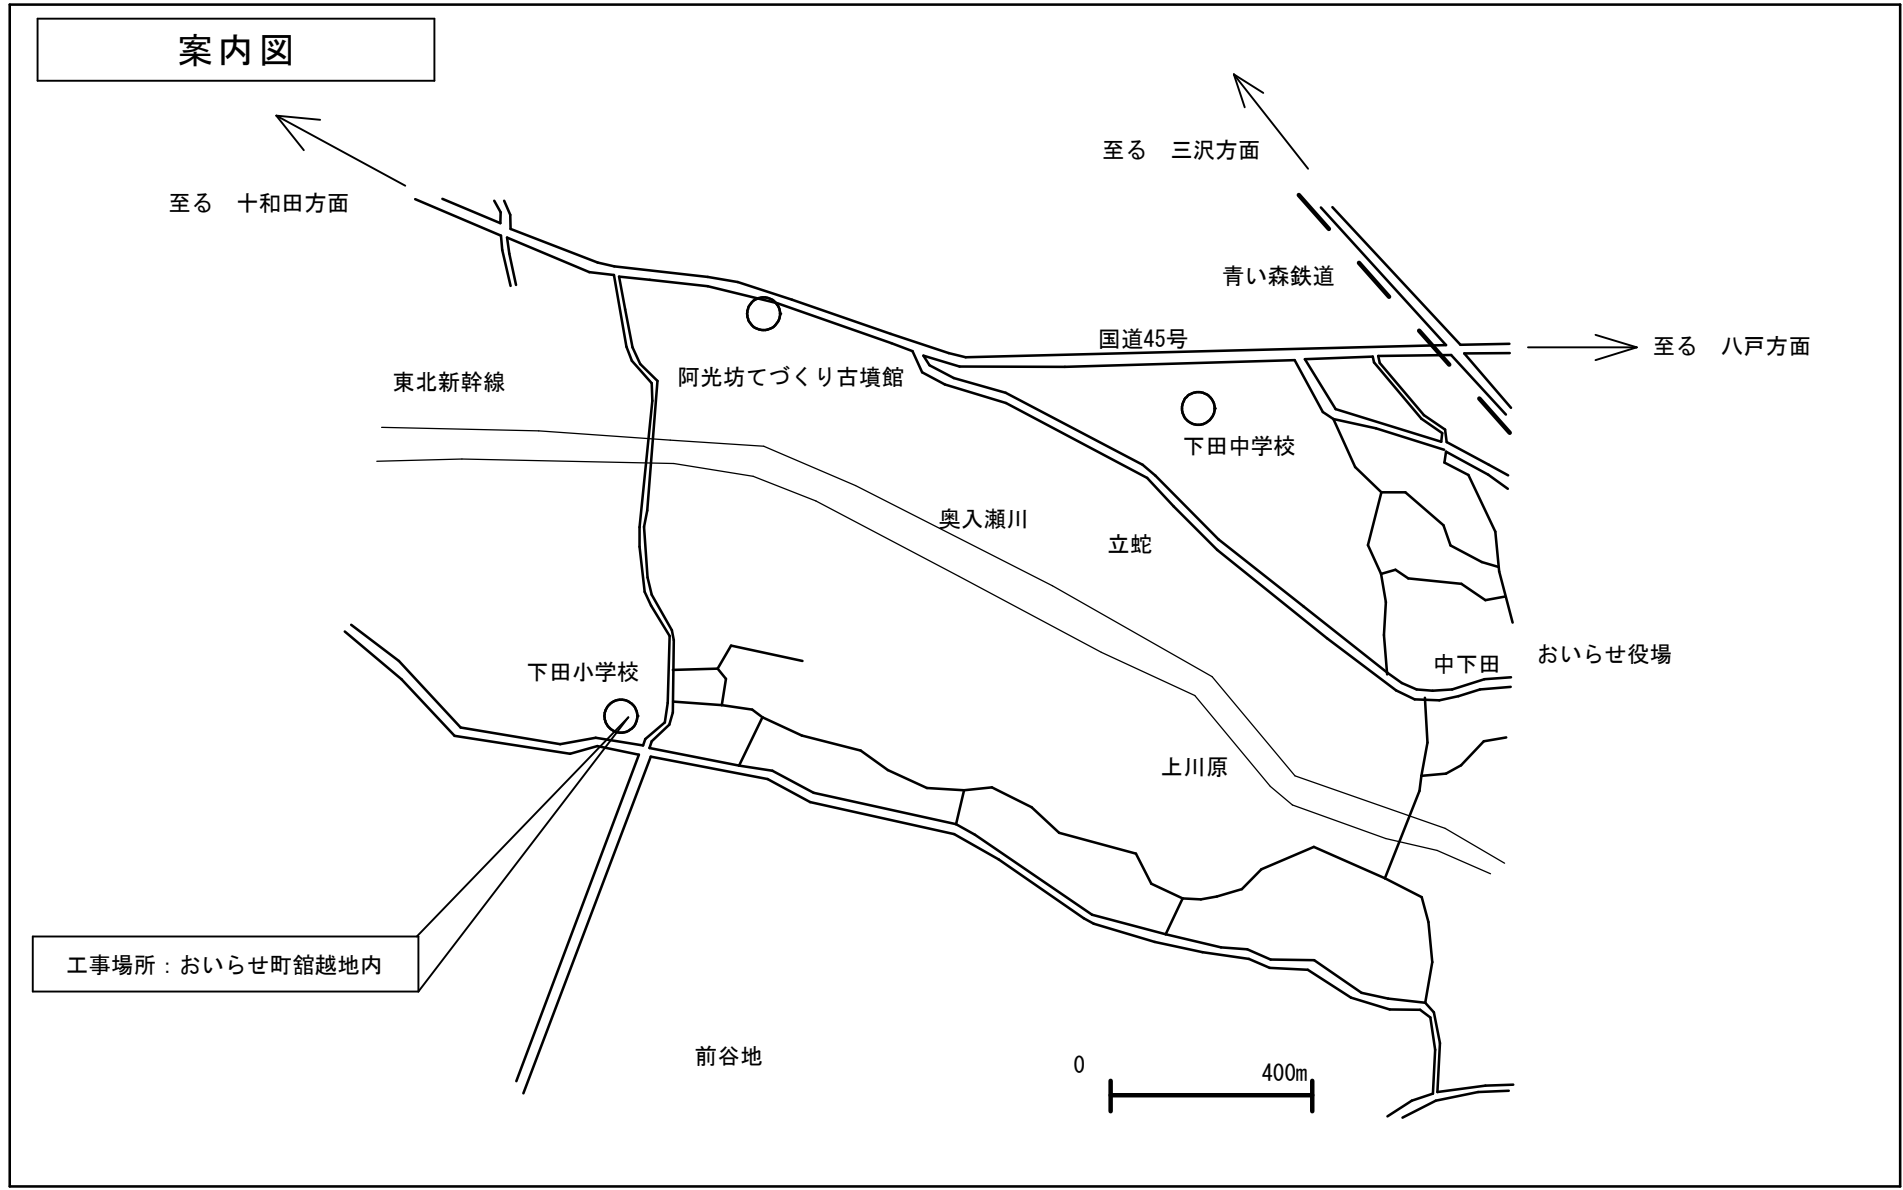 案内図
至る　三沢方面
至る　十和田方面
青い森鉄道
国道45号
至る　八戸方面
東北新幹線
阿光坊てづくり古墳館
下田中学校
奥入瀬川
立蛇
下田小学校
中下田
おいらせ役場
上川原
工事場所：おいらせ町舘越地内
前谷地
0
400m